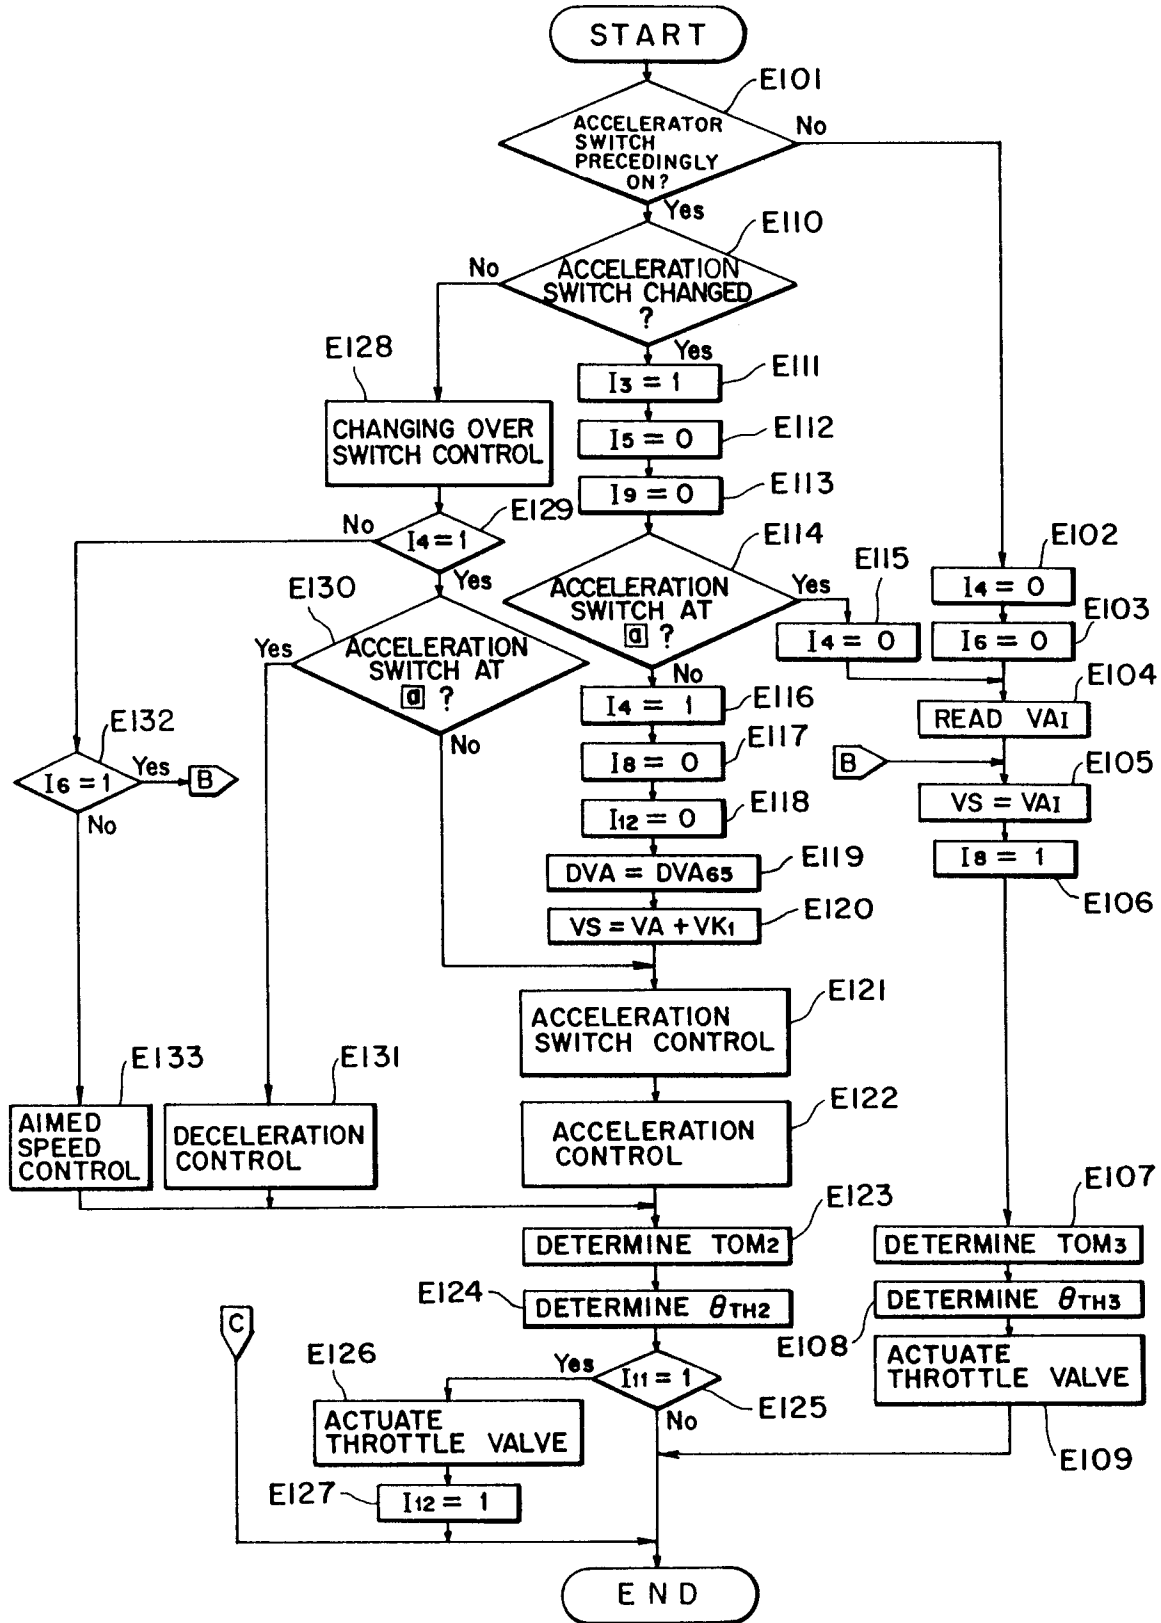 START
E101
ACCELERATOR
SWITCH
PRECEDINGLY
ON?
No
Yes
E110
ACCELERATION
SWITCH CHANGED
?
No
Yes
E128
CHANGING OVER
SWITCH CONTROL
I3 = 1
E111
I5 = 0
E112
I9 = 0
E113
E129
I4 = 1
No
Yes
E114
ACCELERATION
SWITCH AT
a ?
Yes
No
E115
I4 = 0
E102
I4 = 0
E103
I6 = 0
E104
READ VAI
E130
ACCELERATION
SWITCH AT
a ?
Yes
No
I4 = 1
E116
I8 = 0
E117
I12 = 0
E118
DVA = DVA65
E119
VS = VA + VK1
E120
E132
I6 = 1
Yes
B
No
B
E105
VS = VAI
I8 = 1
E106
E121
ACCELERATION
SWITCH CONTROL
E133
AIMED
SPEED
CONTROL
E131
DECELERATION
CONTROL
E122
ACCELERATION
CONTROL
E123
DETERMINE TOM2
E107
DETERMINE TOM3
E124
DETERMINE θTH2
DETERMINE θTH3
E108
C
E126
Yes
I11 = 1
E125
No
ACTUATE
THROTTLE VALVE
ACTUATE
THROTTLE VALVE
E109
E127
I12 = 1
END